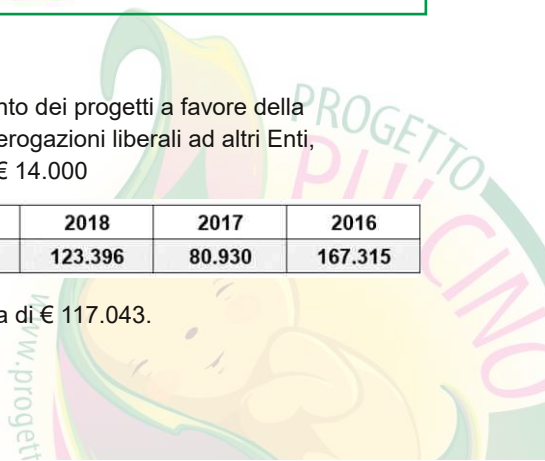 nto dei progetti a favore della
erogazioni liberali ad altri Enti,
€ 14.000
2018 2017 2016
123.396 80.930 167.315
a di € 117.043.
PROGETTO
PULCINO
www.progett